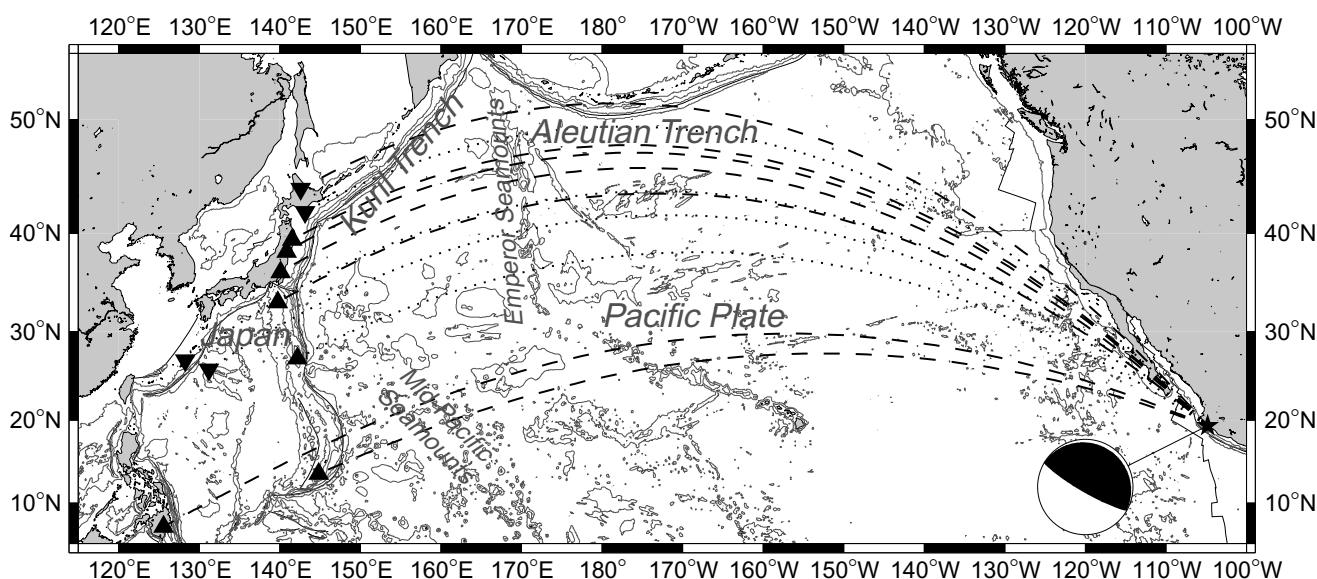 120°E 130°E 140°E 150°E 160°E 170°E 180° 170°W 160°W 150°W 140°W 130°W 120°W 110°W 100°W
50°N 50°N
Aleutian Trench
Kuril Trench
Emperor Seamounts
40°N 40°N
Pacific Plate
30°N 30°N
Japan
Mid-Pacific
Seamounts
20°N 20°N
10°N 10°N
120°E 130°E 140°E 150°E 160°E 170°E 180° 170°W 160°W 150°W 140°W 130°W 120°W 110°W 100°W